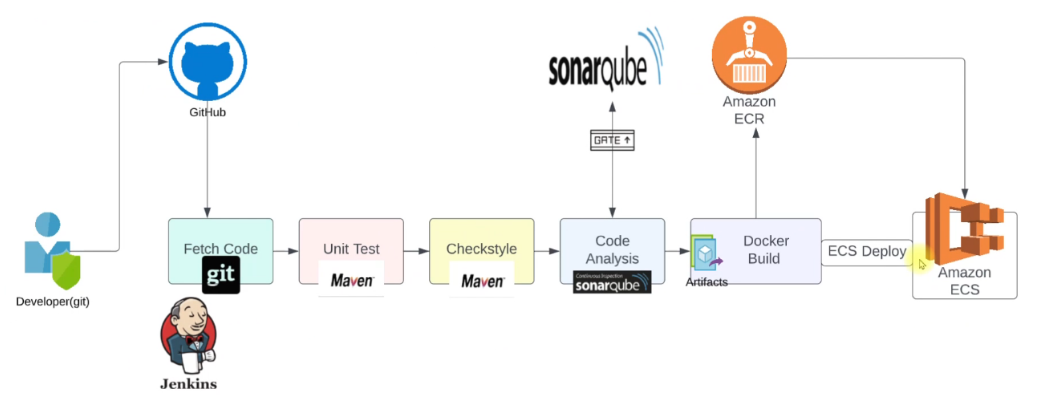 GitHub
sonarqube
GATE ↑
Amazon
ECR
Fetch Code
git
Unit Test
Maven
Checkstyle
Maven
Code
Analysis
Continuous Inspection
sonarqube
Docker
Build
Artifacts
ECS Deploy
Amazon
ECS
Developer(git)
Jenkins